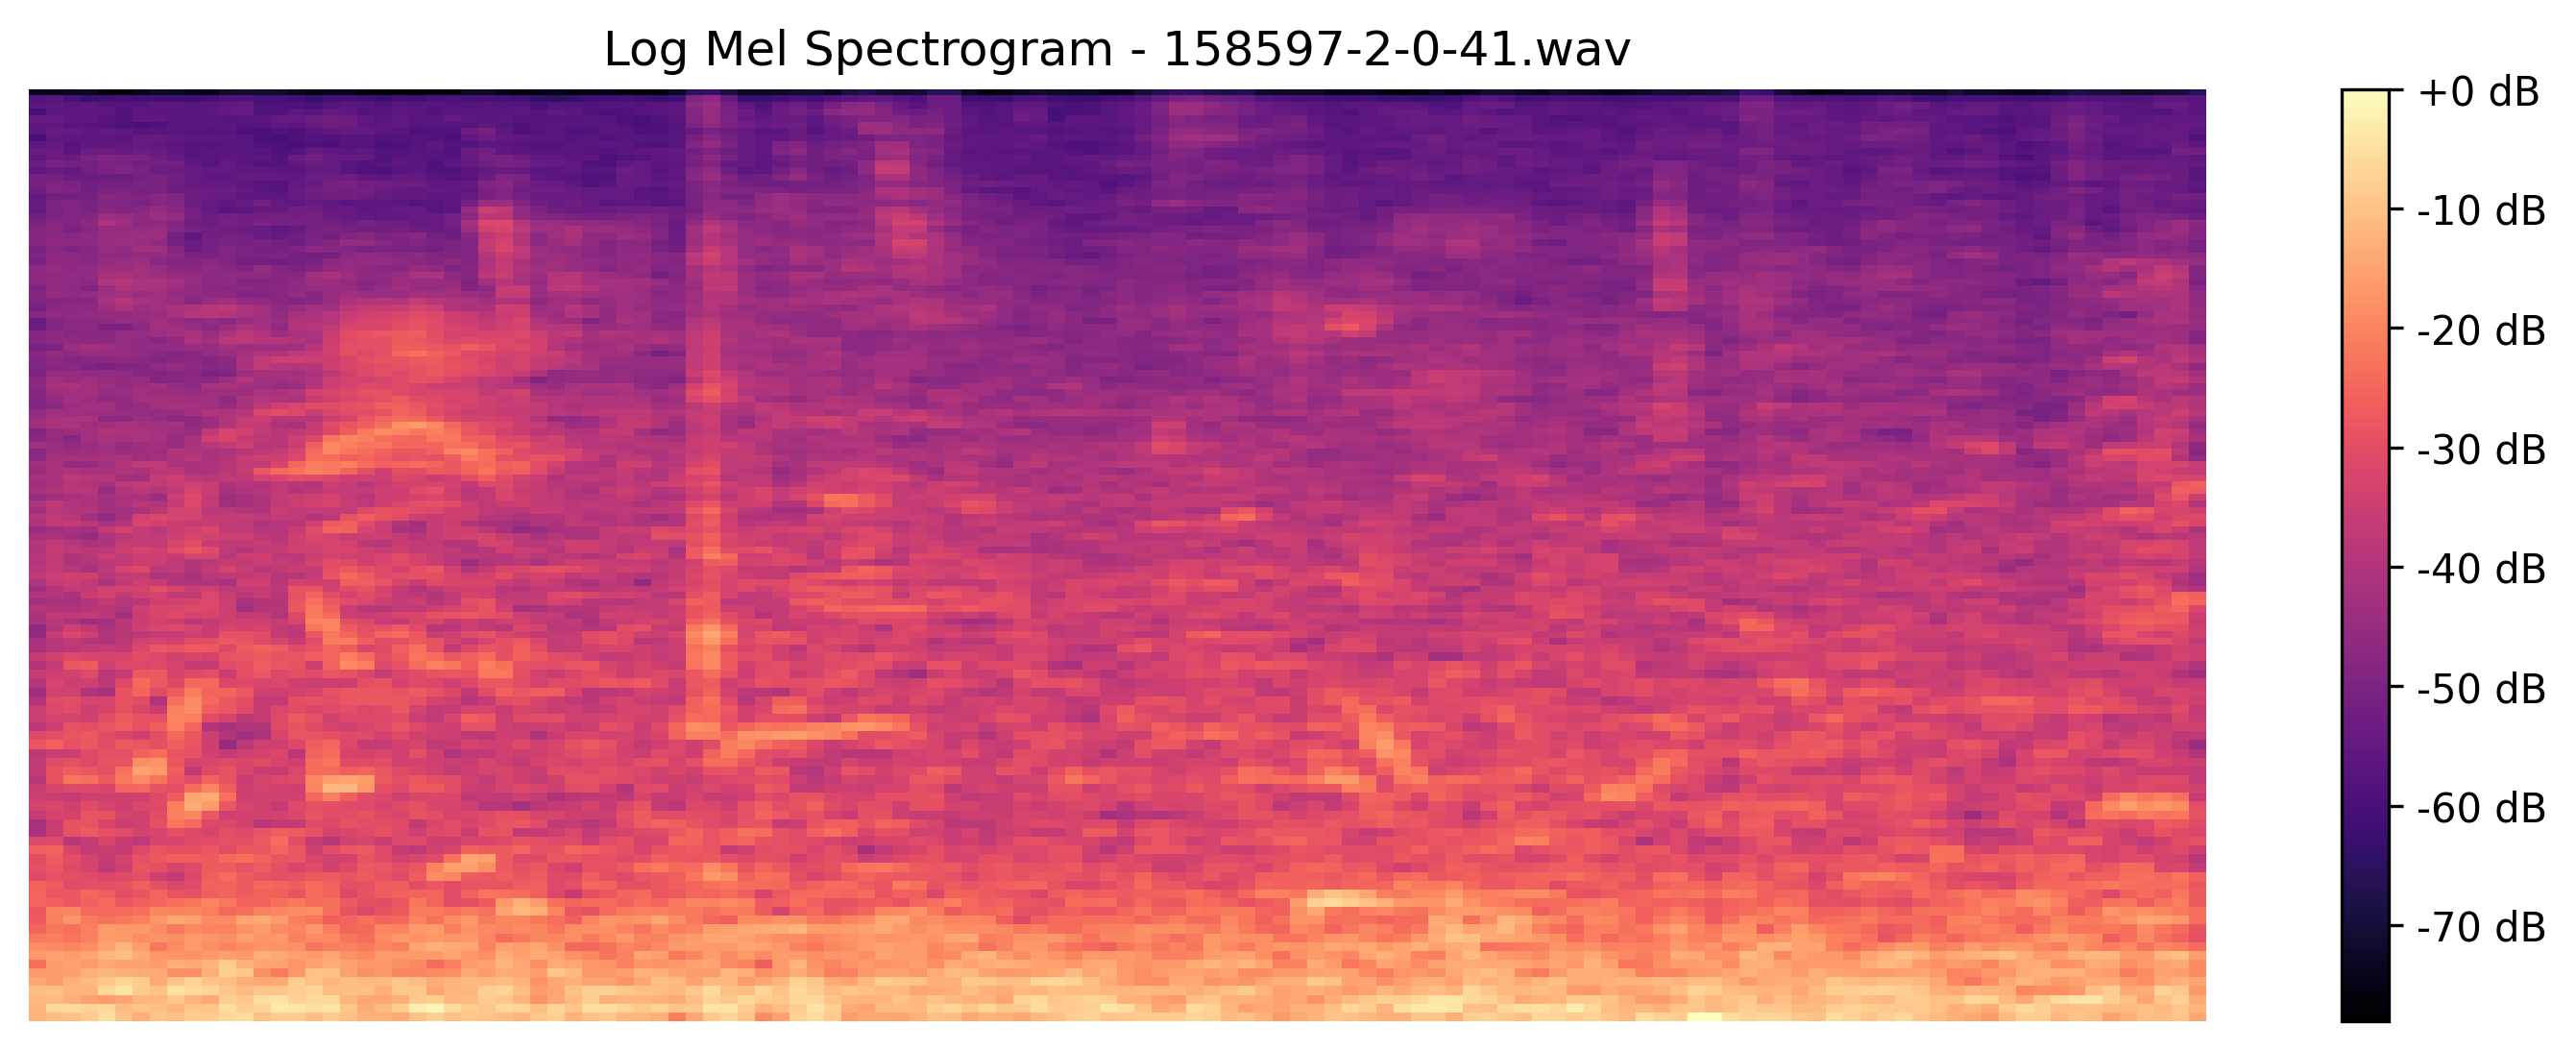 Log Mel Spectrogram - 158597-2-0-41.wav
+0 dB
-10 dB
-20 dB
-30 dB
-40 dB
-50 dB
-60 dB
-70 dB